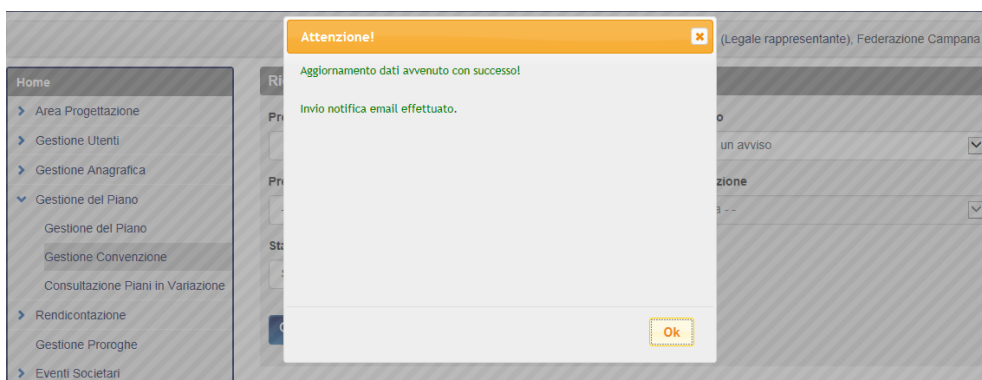 (Legale rappresentante), Federazione Campana
Attenzione!
Aggiornamento dati avvenuto con successo!
Invio notifica email effettuato.
Ok
Home
Area Progettazione
Gestione Utenti
Gestione Anagrafica
Gestione del Piano
Gestione del Piano
Gestione Convenzione
Consultazione Piani in Variazione
Rendicontazione
Gestione Proroghe
Eventi Societari
un avviso